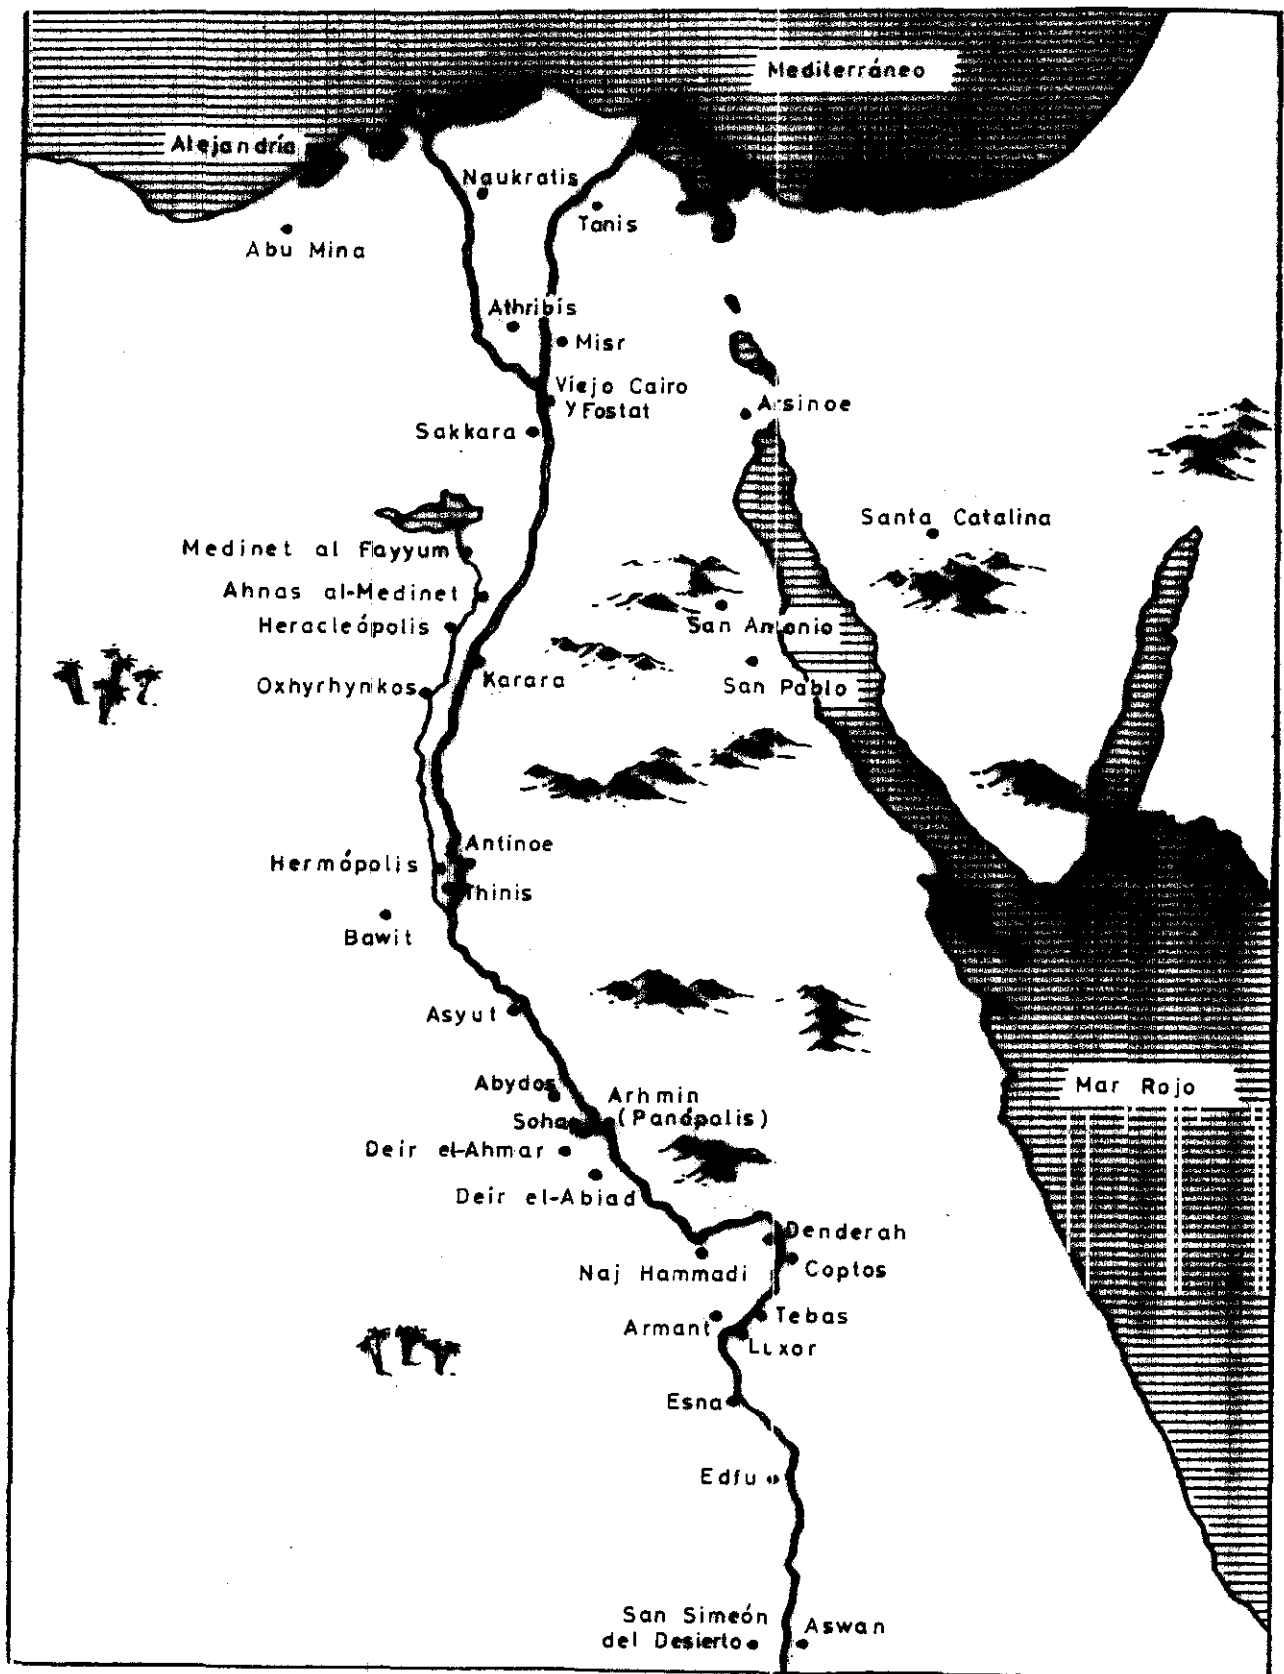 Mediterráneo
Alejandría
Naukratis
Tanis
Abu Mina
Athribis
Misr
Viejo Cairo
y Fostat
Arsinoe
Sakkara
Santa Catalina
Medinet al Fayyum
Ahnas al-Medinet
Heracleópolis
San Antonio
Karara
Oxhyrhynkos
San Pablo
Antinoe
Hermópolis
Thinis
Bawit
Asyut
Abydos
Arhmin
(Panópolis)
Mar Rojo
Deir el-Ahmar
Deir el-Abiad
Denderah
Naj Hammadi
Coptos
Tebas
Armant
Luxor
Esna
Edfu
San Simeón
del Desierto
Aswan